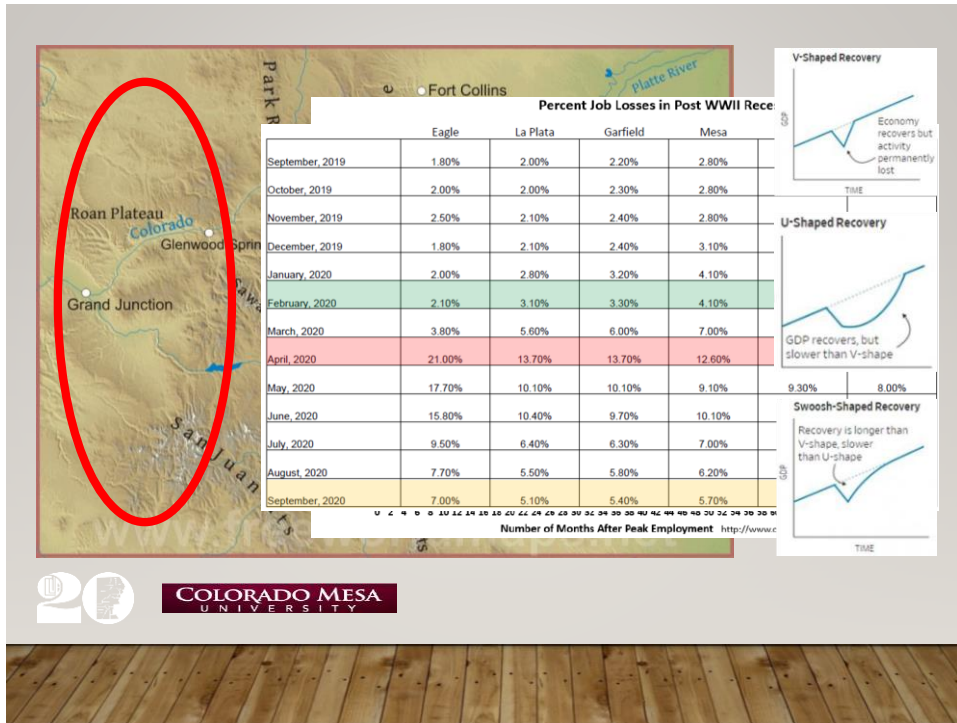 Park R
e
Fort Collins
Platte River
Roan Plateau
Colorado
Glenwood Sprin
Grand Junction
Sawa
San Juan
ts
ts
Percent Job Losses in Post WWII Rece
Eagle La Plata Garfield Mesa
September, 2019 1.80% 2.00% 2.20% 2.80%
October, 2019 2.00% 2.00% 2.30% 2.80%
November, 2019 2.50% 2.10% 2.40% 2.80%
December, 2019 1.80% 2.10% 2.40% 3.10%
January, 2020 2.00% 2.80% 3.20% 4.10%
February, 2020 2.10% 3.10% 3.30% 4.10%
March, 2020 3.80% 5.60% 6.00% 7.00%
April, 2020 21.00% 13.70% 13.70% 12.60%
May, 2020 17.70% 10.10% 10.10% 9.10% 9.30% 8.00%
June, 2020 15.80% 10.40% 9.70% 10.10%
July, 2020 9.50% 6.40% 6.30% 7.00%
August, 2020 7.70% 5.50% 5.80% 6.20%
September, 2020 7.00% 5.10% 5.40% 5.70%
Number of Months After Peak Employment http://www.c
V-Shaped Recovery
GDP
Economy
recovers but
activity
permanently
lost
TIME
U-Shaped Recovery
GDP recovers, but
slower than V-shape
Swoosh-Shaped Recovery
Recovery is longer than
V-shape, slower
than U-shape
GDP
TIME
20
COLORADO MESA
UNIVERSITY